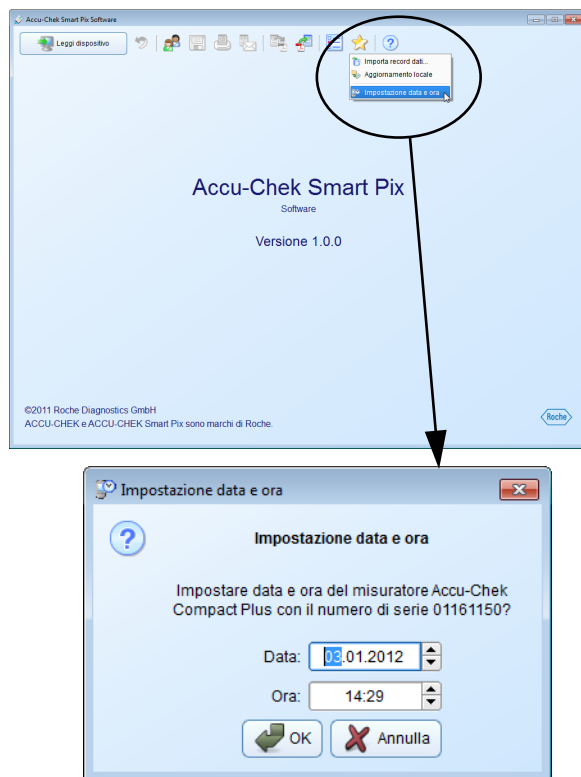 Accu-Chek Smart Pix Software
Leggi dispositivo
Importa record dati...
Aggiornamento locale
Impostazione data e ora
Accu-Chek Smart Pix
Software
Versione 1.0.0
©2011 Roche Diagnostics GmbH
ACCU-CHEK e ACCU-CHEK Smart Pix sono marchi di Roche.
Roche
Impostazione data e ora
Impostazione data e ora
Impostare data e ora del misuratore Accu-Chek
Compact Plus con il numero di serie 01161150?
Data: 03.01.2012
Ora: 14:29
OK Annulla